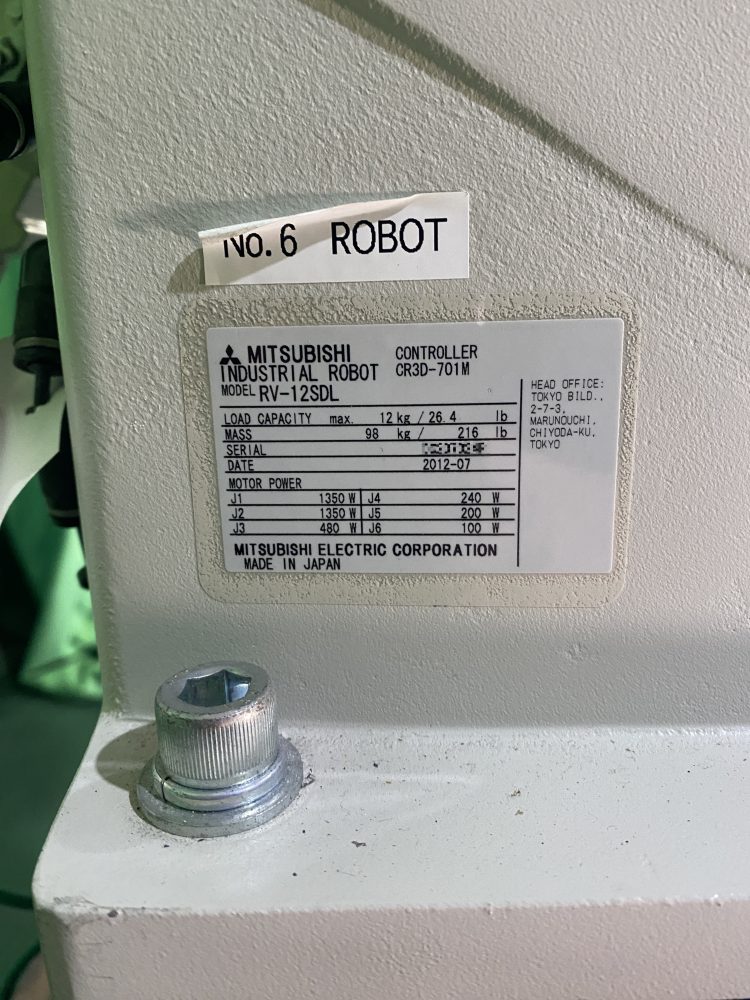 No.6 ROBOT
MITSUBISHI
INDUSTRIAL ROBOT
MODEL RV-12SDL
CONTROLLER
CR3D-701M
LOAD CAPACITY max. 12 kg / 26.4 lb
MASS 98 kg / 216 lb
SERIAL
DATE 2012-07
MOTOR POWER
J1 1350 W J4 240 W
J2 1350 W J5 200 W
J3 480 W J6 100 W
MITSUBISHI ELECTRIC CORPORATION
MADE IN JAPAN
HEAD OFFICE:
TOKYO BILD.,
2-7-3,
MARUNOUCHI,
CHIYODA-KU,
TOKYO